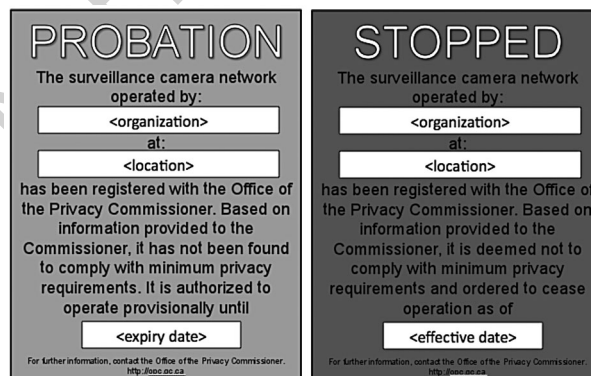 PROBATION
The surveillance camera network
operated by:
<organization>
at:
<location>
has been registered with the Office of
the Privacy Commissioner. Based on
information provided to the
Commissioner, it has not been found
to comply with minimum privacy
requirements. It is authorized to
operate provisionally until
<expiry date>
For further information, contact the Office of the Privacy Commissioner.
http://opc.gc.ca
STOPPED
The surveillance camera network
operated by:
<organization>
at:
<location>
has been registered with the Office of
the Privacy Commissioner. Based on
information provided to the
Commissioner, it is deemed not to
comply with minimum privacy
requirements and ordered to cease
operation as of
<effective date>
For further information, contact the Office of the Privacy Commissioner.
http://opc.gc.ca